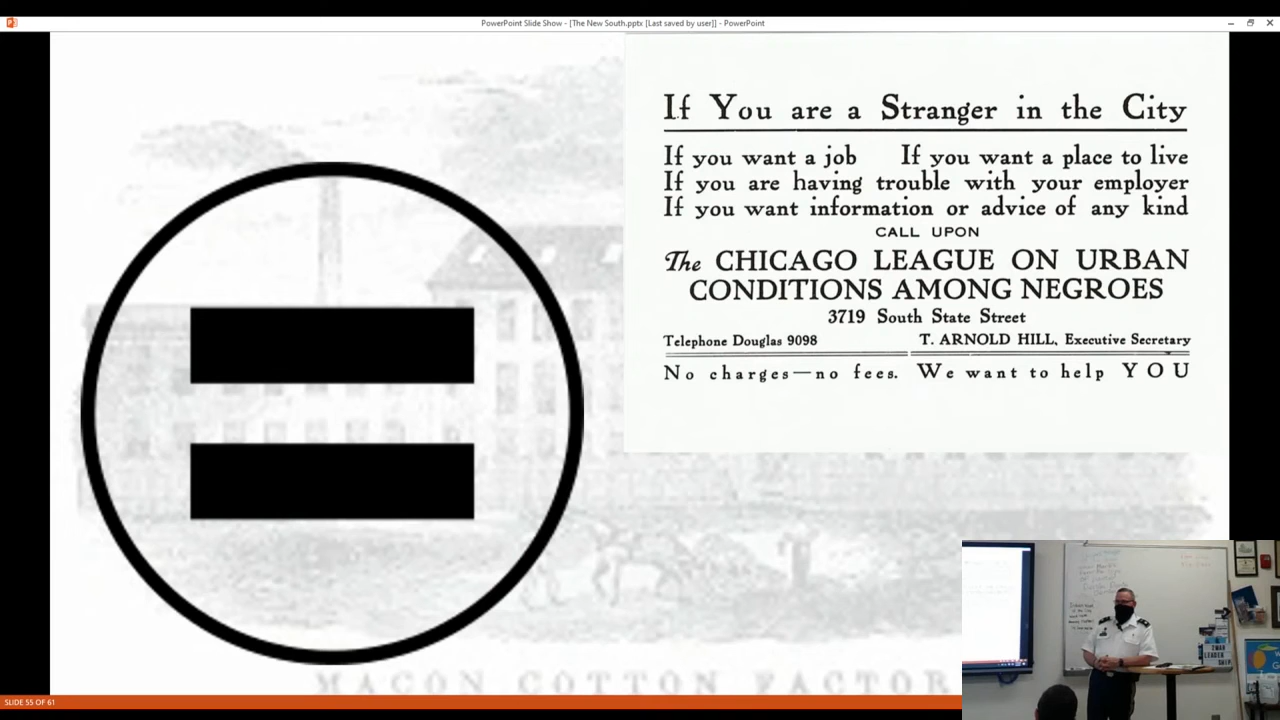 PowerPoint Slide Show - [The New South.pptx [Last saved by user]] - PowerPoint
If You are a Stranger in the City
If you want a job If you want a place to live
If you are having trouble with your employer
If you want information or advice of any kind
CALL UPON
The CHICAGO LEAGUE ON URBAN
CONDITIONS AMONG NEGROES
3719 South State Street
Telephone Douglas 9098 T. ARNOLD HILL, Executive Secretary
No charges—no fees. We want to help YOU
SLIDE 55 OF 61